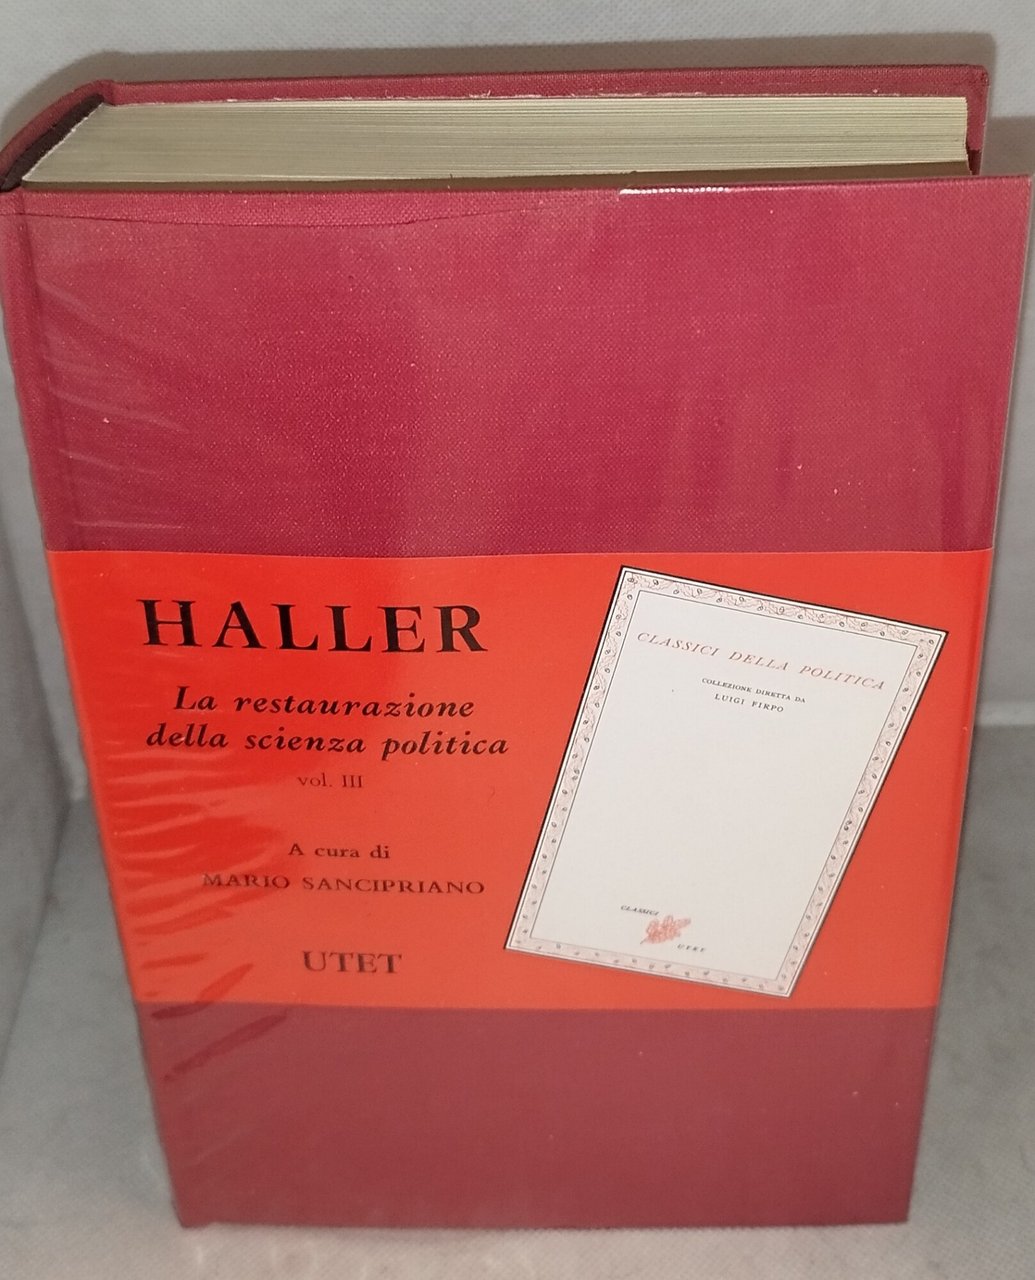 HALLER
La restaurazione
della scienza politica
vol. III
A cura di
MARIO SANCIPRIANO
UTET
CLASSICI DELLA POLITICA
COLLEZIONE DIRETTA DA
LUIGI FIRPO
CLASSICI
UTET